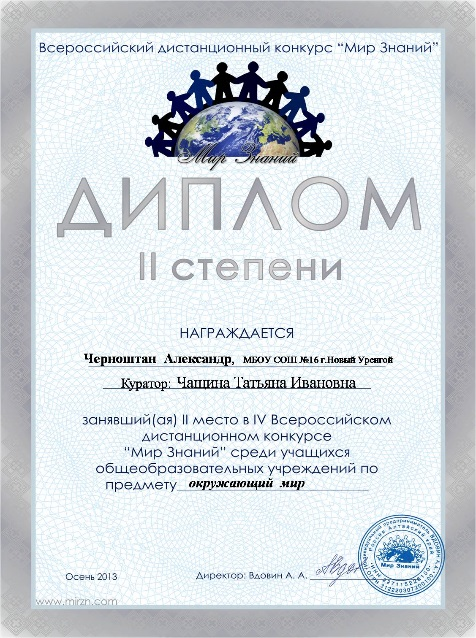 Всероссийский дистанционный конкурс “Мир Знаний”
Мир Знаний
ДИПЛОМ
II степени
НАГРАЖДАЕТСЯ
Черноштан Александр, МБОУ СОШ №16 г.Новый Уренгой
Куратор: Чащина Татьяна Ивановна
занявший(ая) II место в IV Всероссийском
дистанционном конкурсе
“Мир Знаний” среди учащихся
общеобразовательных учреждений по
предмету окружающий мир
Мир Знаний
Осень 2013
Директор: Вдовин А. А.
www.mirzn.com